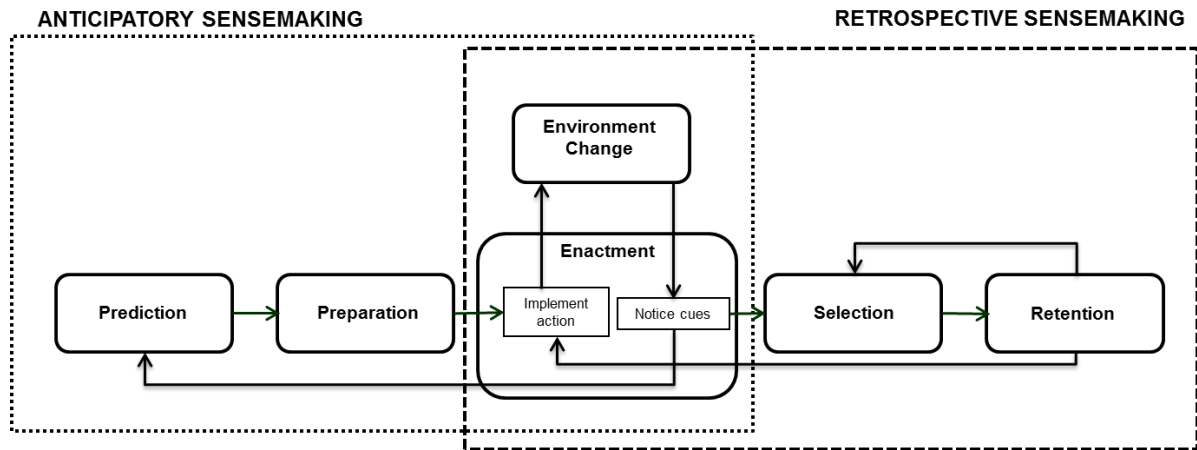 ANTICIPATORY SENSEMAKING
RETROSPECTIVE SENSEMAKING
Environment
Change
Enactment
Prediction
Preparation
Implement
action
Notice cues
Selection
Retention